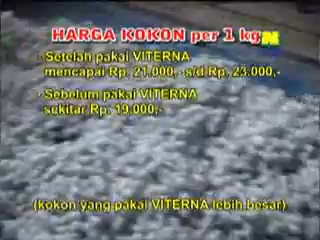 HARGA KOKON per 1 kg
- Setelah pakai VITERNA
mencapai Rp. 21.000,- s/d Rp. 23.000,-
- Sebelum pakai VITERNA
sekitar Rp. 19.000,-
(kokon yang pakai VITERNA lebih besar)